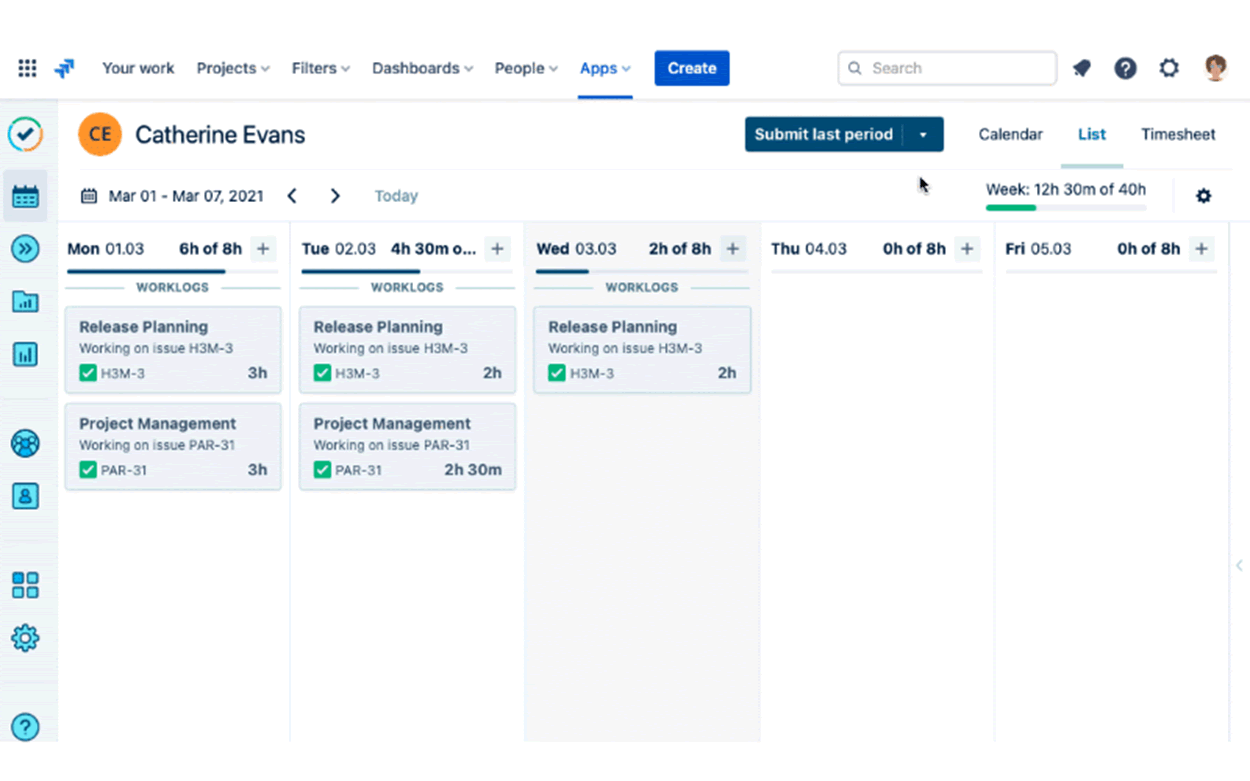 Your work Projects Filters Dashboards People Apps Create Search
CE Catherine Evans Submit last period Calendar List Timesheet
Mar 01 - Mar 07, 2021 Today Week: 12h 30m of 40h
Mon 01.03 6h of 8h + Tue 02.03 4h 30m o... + Wed 03.03 2h of 8h + Thu 04.03 0h of 8h + Fri 05.03 0h of 8h +
WORKLOGS WORKLOGS WORKLOGS
Release Planning Release Planning Release Planning
Working on issue H3M-3 Working on issue H3M-3 Working on issue H3M-3
H3M-3 3h H3M-3 2h H3M-3 2h
Project Management Project Management
Working on issue PAR-31 Working on issue PAR-31
PAR-31 3h PAR-31 2h 30m